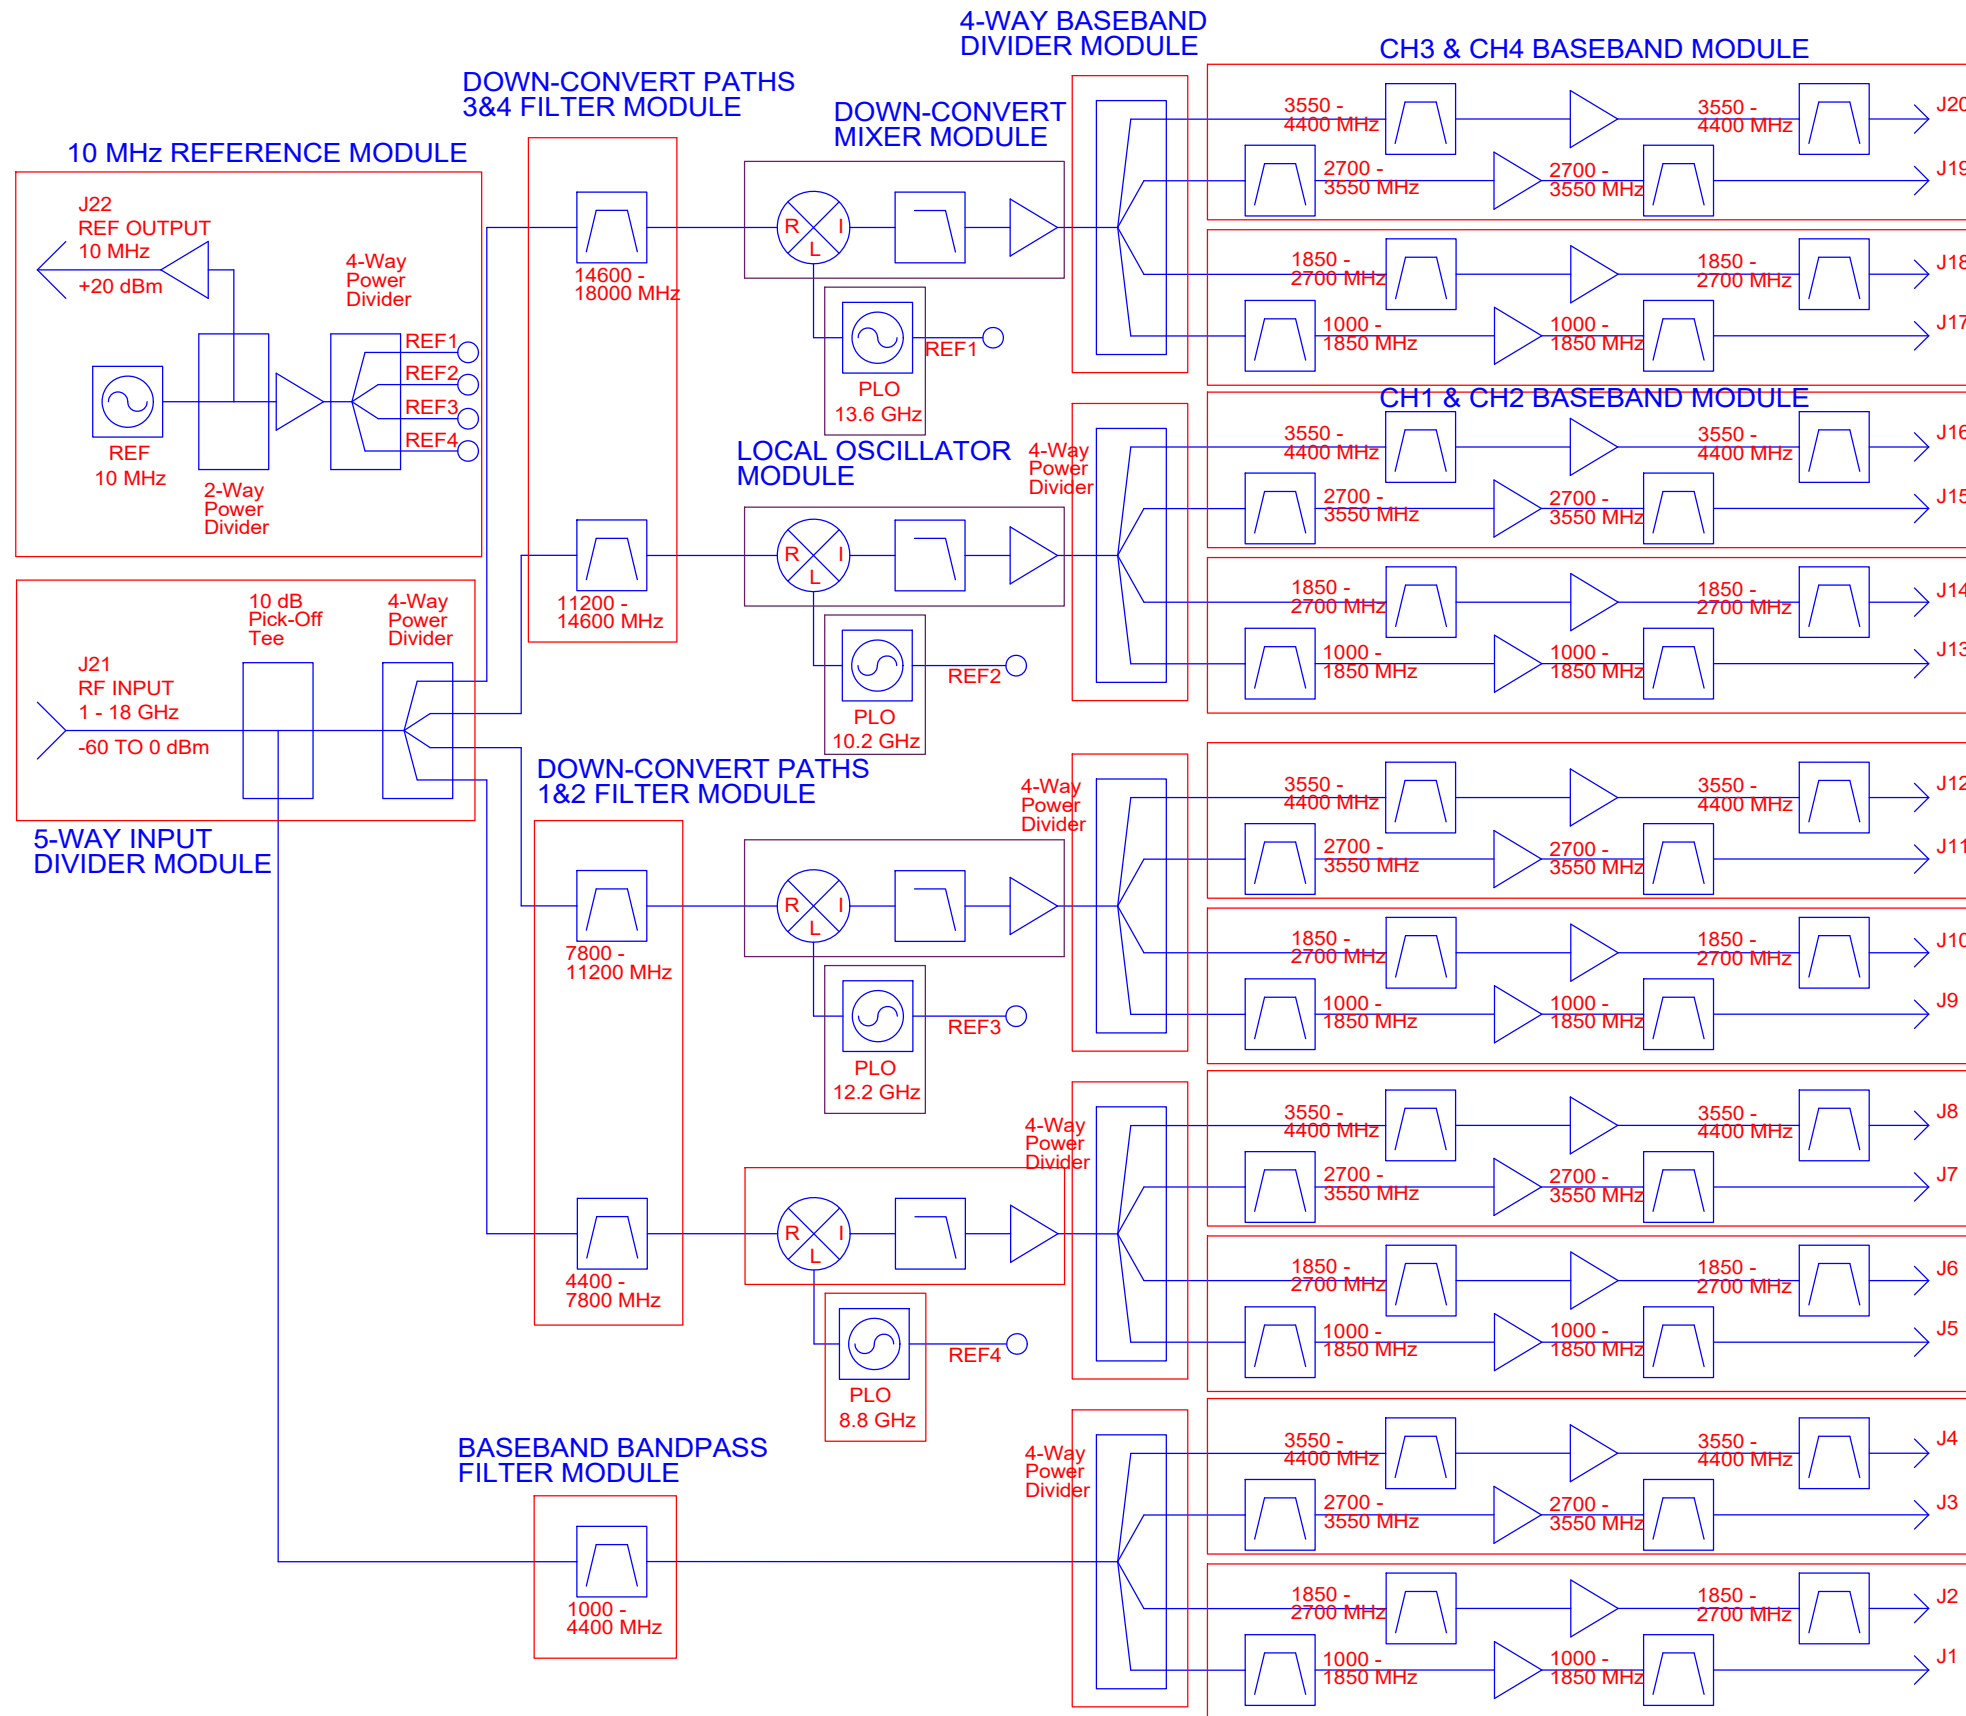 4-WAY BASEBAND
DIVIDER MODULE
CH3 & CH4 BASEBAND MODULE
DOWN-CONVERT PATHS
3&4 FILTER MODULE
DOWN-CONVERT
MIXER MODULE
10 MHz REFERENCE MODULE
J22
REF OUTPUT
10 MHz
+20 dBm
4-Way
Power
Divider
REF1
REF2
REF3
REF4
REF
10 MHz
2-Way
Power
Divider
14600 -
18000 MHz
R
I
L
REF1
PLO
13.6 GHz
3550 -
4400 MHz
3550 -
4400 MHz
J20
2700 -
3550 MHz
2700 -
3550 MHz
J19
1850 -
2700 MHz
1850 -
2700 MHz
J18
1000 -
1850 MHz
1000 -
1850 MHz
J17
CH1 & CH2 BASEBAND MODULE
LOCAL OSCILLATOR
MODULE
4-Way
Power
Divider
11200 -
14600 MHz
R
I
L
REF2
PLO
10.2 GHz
3550 -
4400 MHz
3550 -
4400 MHz
J16
2700 -
3550 MHz
2700 -
3550 MHz
J15
1850 -
2700 MHz
1850 -
2700 MHz
J14
1000 -
1850 MHz
1000 -
1850 MHz
J13
10 dB
Pick-Off
Tee
4-Way
Power
Divider
J21
RF INPUT
1 - 18 GHz
-60 TO 0 dBm
5-WAY INPUT
DIVIDER MODULE
DOWN-CONVERT PATHS
1&2 FILTER MODULE
4-Way
Power
Divider
7800 -
11200 MHz
R
I
L
REF3
PLO
12.2 GHz
3550 -
4400 MHz
3550 -
4400 MHz
J12
2700 -
3550 MHz
2700 -
3550 MHz
J11
1850 -
2700 MHz
1850 -
2700 MHz
J10
1000 -
1850 MHz
1000 -
1850 MHz
J9
4-Way
Power
Divider
4400 -
7800 MHz
R
I
L
REF4
PLO
8.8 GHz
3550 -
4400 MHz
3550 -
4400 MHz
J8
2700 -
3550 MHz
2700 -
3550 MHz
J7
1850 -
2700 MHz
1850 -
2700 MHz
J6
1000 -
1850 MHz
1000 -
1850 MHz
J5
BASEBAND BANDPASS
FILTER MODULE
4-Way
Power
Divider
1000 -
4400 MHz
3550 -
4400 MHz
3550 -
4400 MHz
J4
2700 -
3550 MHz
2700 -
3550 MHz
J3
1850 -
2700 MHz
1850 -
2700 MHz
J2
1000 -
1850 MHz
1000 -
1850 MHz
J1